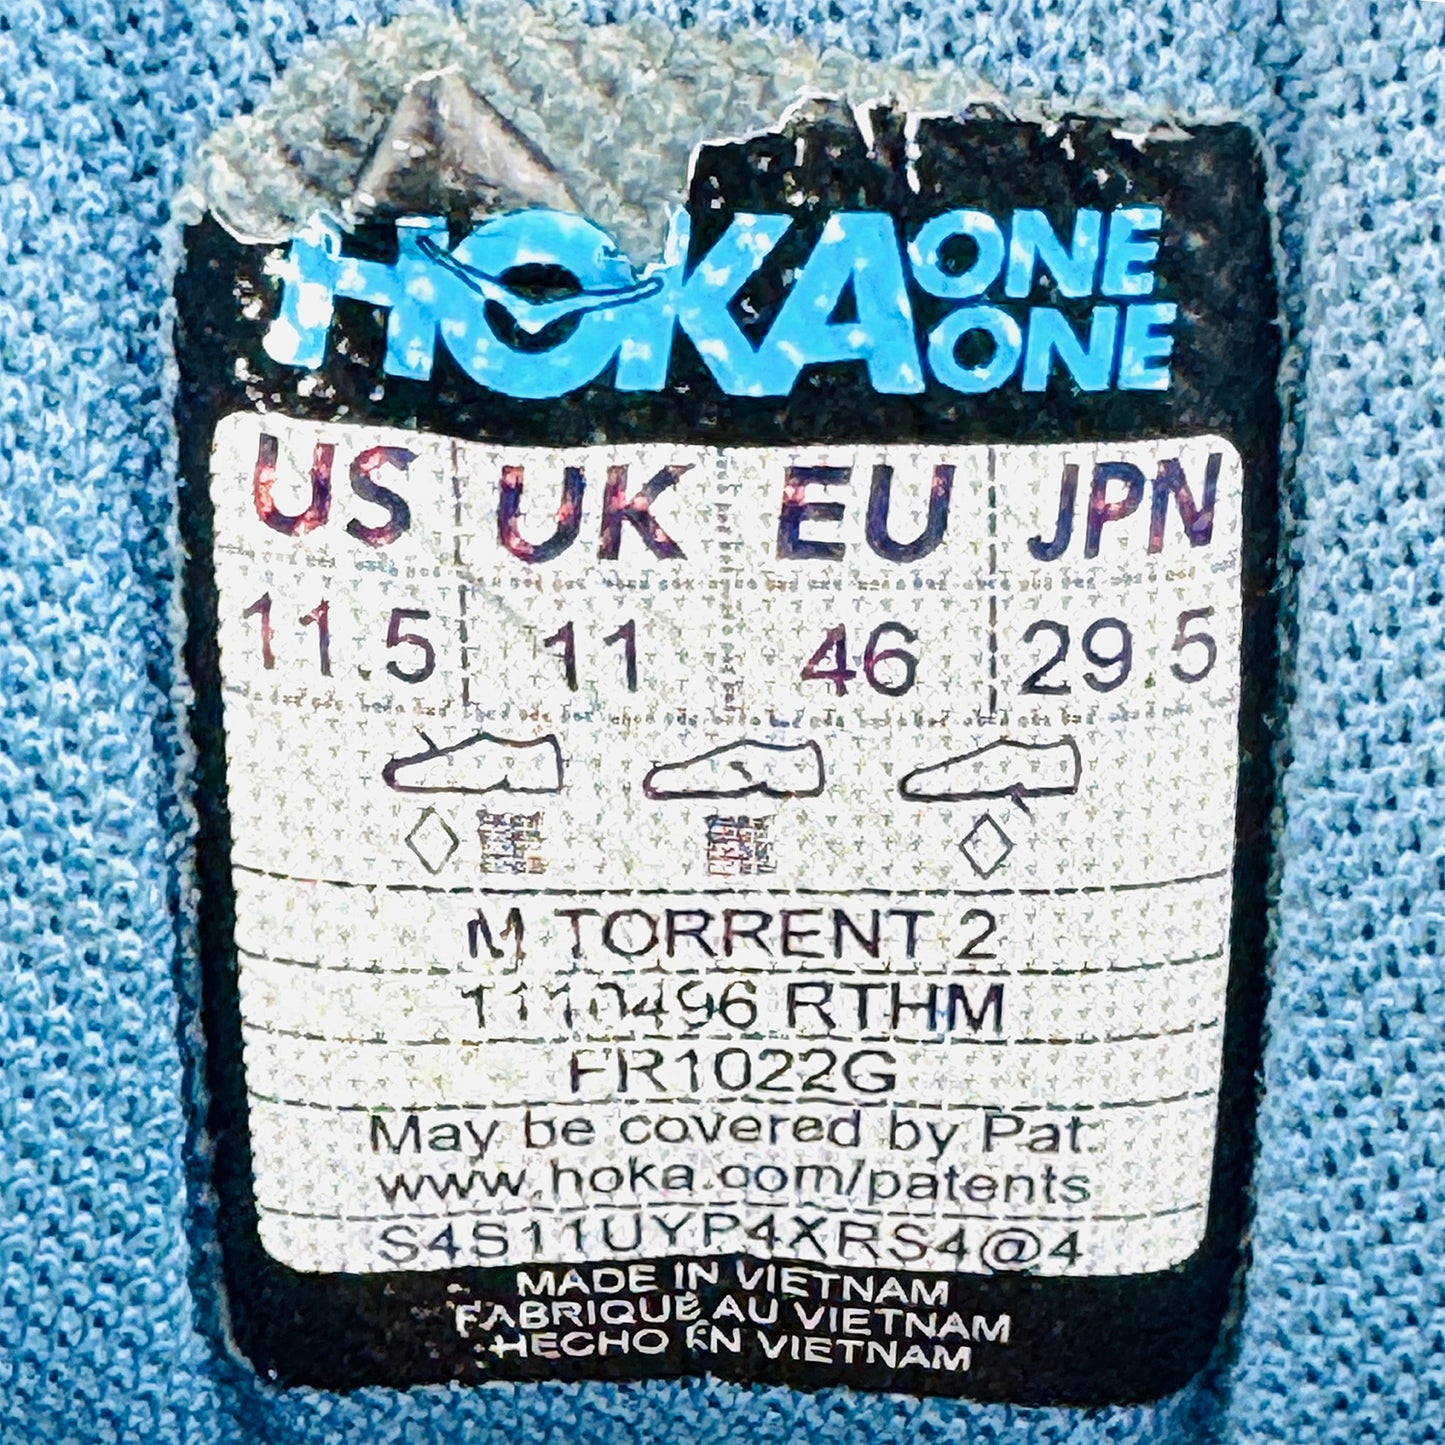 HOKA ONE ONE
US UK EU JPN
11.5 11 46 29.5
M TORRENT 2
1110496 RTHM
FR1022G
May be covered by Pat.
www.hoka.com/patents
S4S11UYP4XRS4@4
MADE IN VIETNAM
FABRIQUE AU VIETNAM
HECHO EN VIETNAM